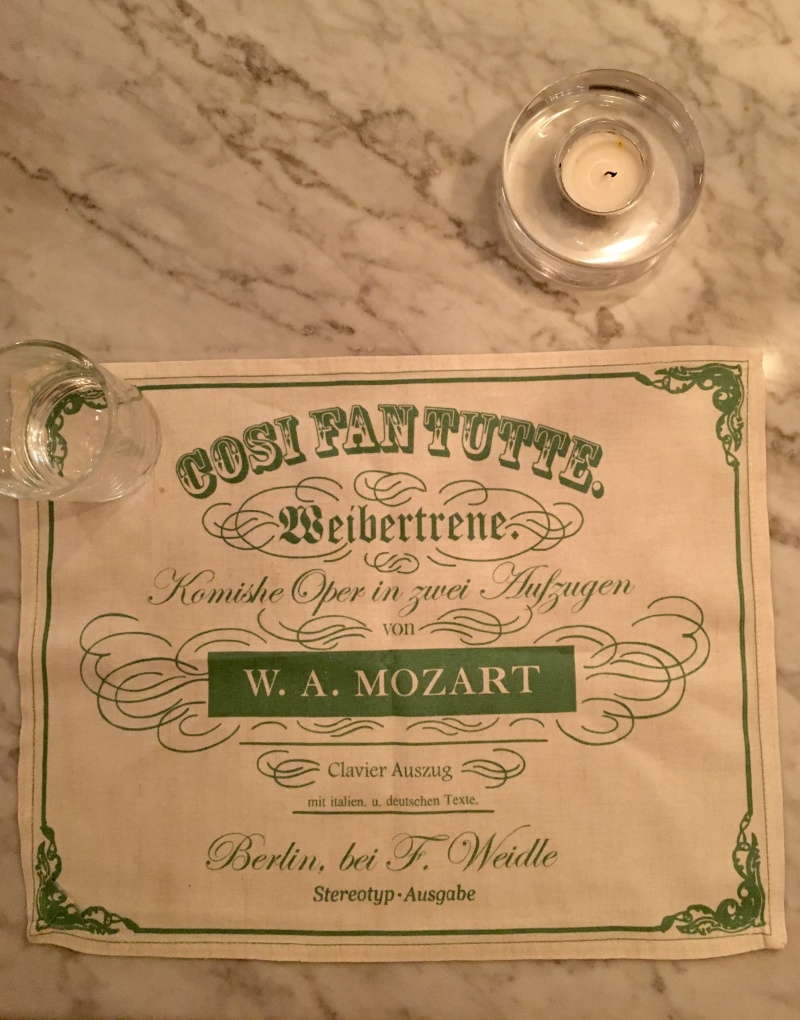 COSI FAN TUTTE.
Weibertrene.
Komishe Oper in zwei Aufzugen
von
W. A. MOZART
Clavier Auszug
mit italien. u. deutschen Texte.
Berlin, bei F. Weidle
Stereotyp-Ausgabe